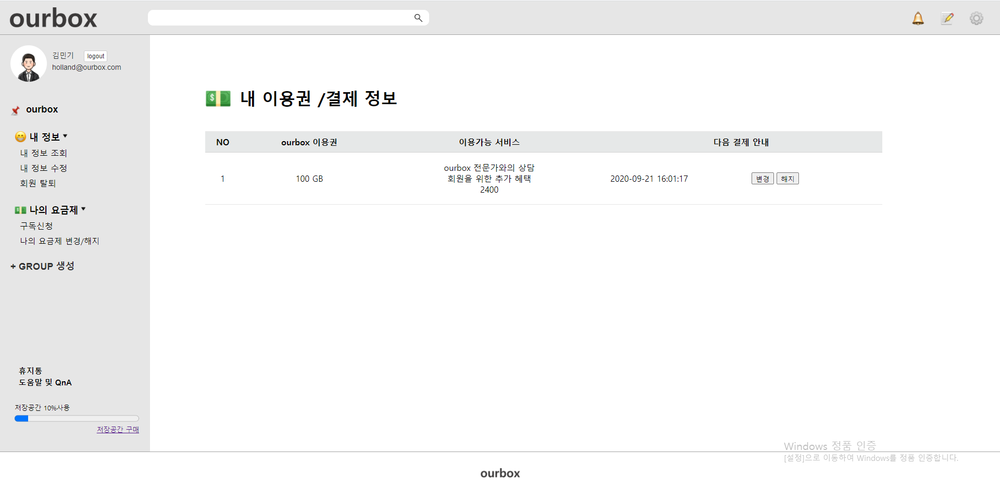 ourbox
김민기 logout
holland@ourbox.com
ourbox
내 정보
내 정보 조회
내 정보 수정
회원 탈퇴
나의 요금제
구독신청
나의 요금제 변경/해지
+ GROUP 생성
휴지통
도움말 및 QnA
저장공간 10%사용
저장공간 구매
내 이용권 /결제 정보
NO ourbox 이용권 이용가능 서비스 다음 결제 안내
1 100 GB
ourbox 전문가와의 상담
회원을 위한 추가 혜택
2400
2020-09-21 16:01:17 변경 해지
Windows 정품 인증
[설정]으로 이동하여 Windows를 정품 인증합니다.
ourbox